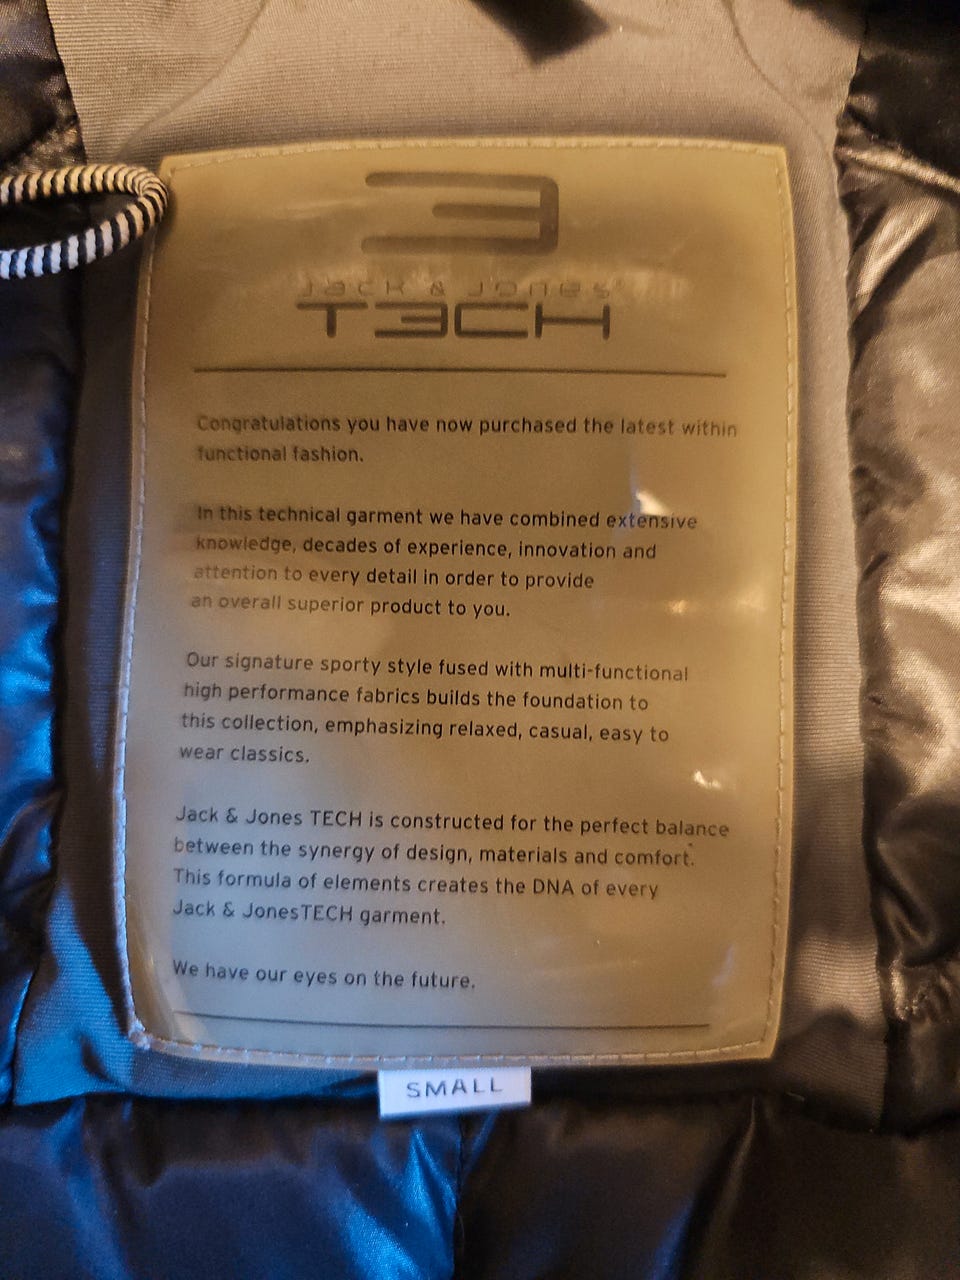 Jack & Jones®
TECH
Congratulations you have now purchased the latest within
functional fashion.
In this technical garment we have combined extensive
knowledge, decades of experience, innovation and
attention to every detail in order to provide
an overall superior product to you.
Our signature sporty style fused with multi-functional
high performance fabrics builds the foundation to
this collection, emphasizing relaxed, casual, easy to
wear classics.
Jack & Jones TECH is constructed for the perfect balance
between the synergy of design, materials and comfort.
This formula of elements creates the DNA of every
Jack & JonesTECH garment.
We have our eyes on the future.
SMALL